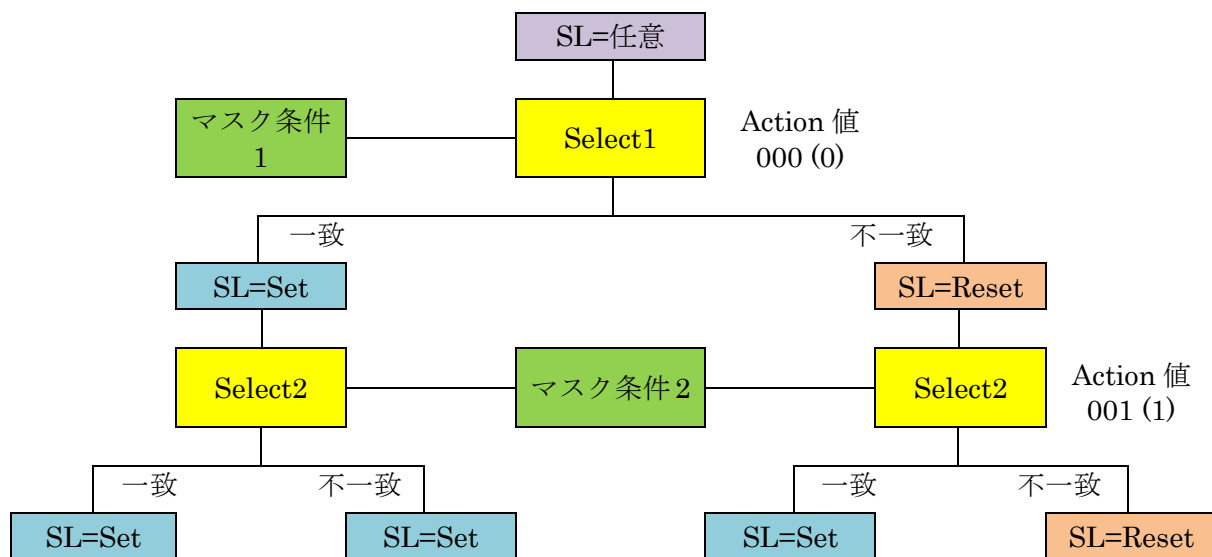 SL=任意
マスク条件
1
Select1
Action 値
000 (0)
一致
不一致
SL=Set
SL=Reset
Select2
マスク条件 2
Select2
Action 値
001 (1)
一致
不一致
一致
不一致
SL=Set
SL=Set
SL=Set
SL=Reset